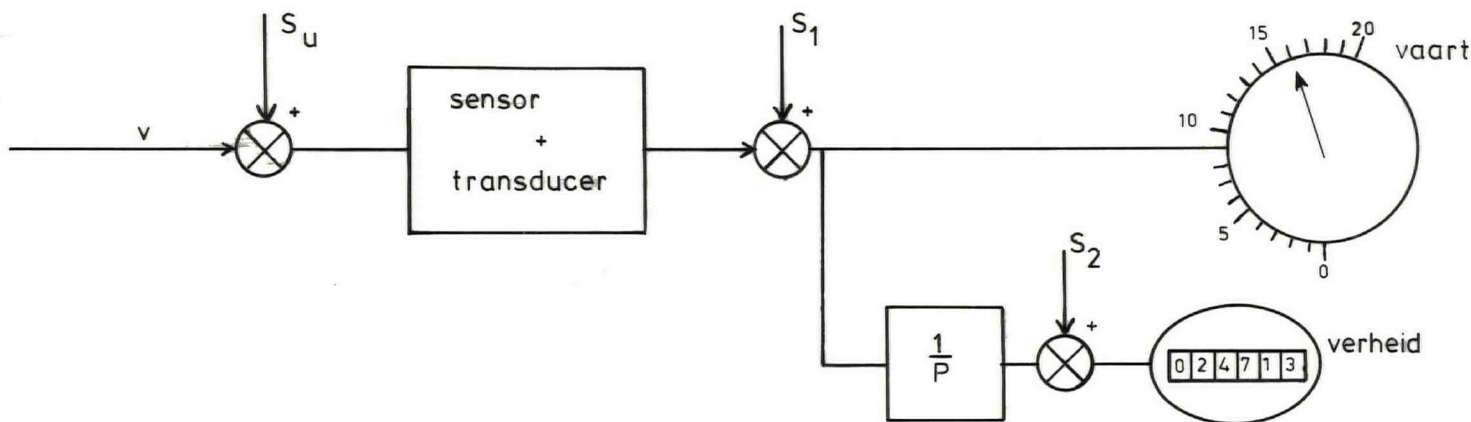 S_u
S_1
v
+
+
sensor
+
transducer
15
20
vaart
10
5
0
S_2
+
1
P
verheid
0 2 4 7 1 3